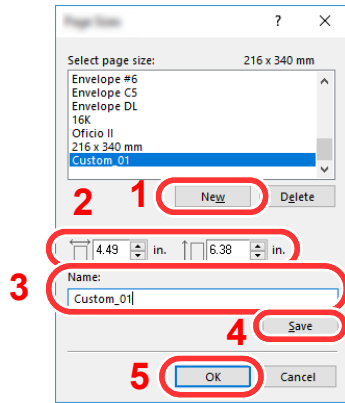 ? ×
Select page size: 216 x 340 mm
Envelope #6
Envelope C5
Envelope DL
16K
Oficio II
216 x 340 mm
Custom_01
2 1 New Delete
4.49 in. 6.38 in.
3 Name:
Custom_01
4 Save
5 OK Cancel